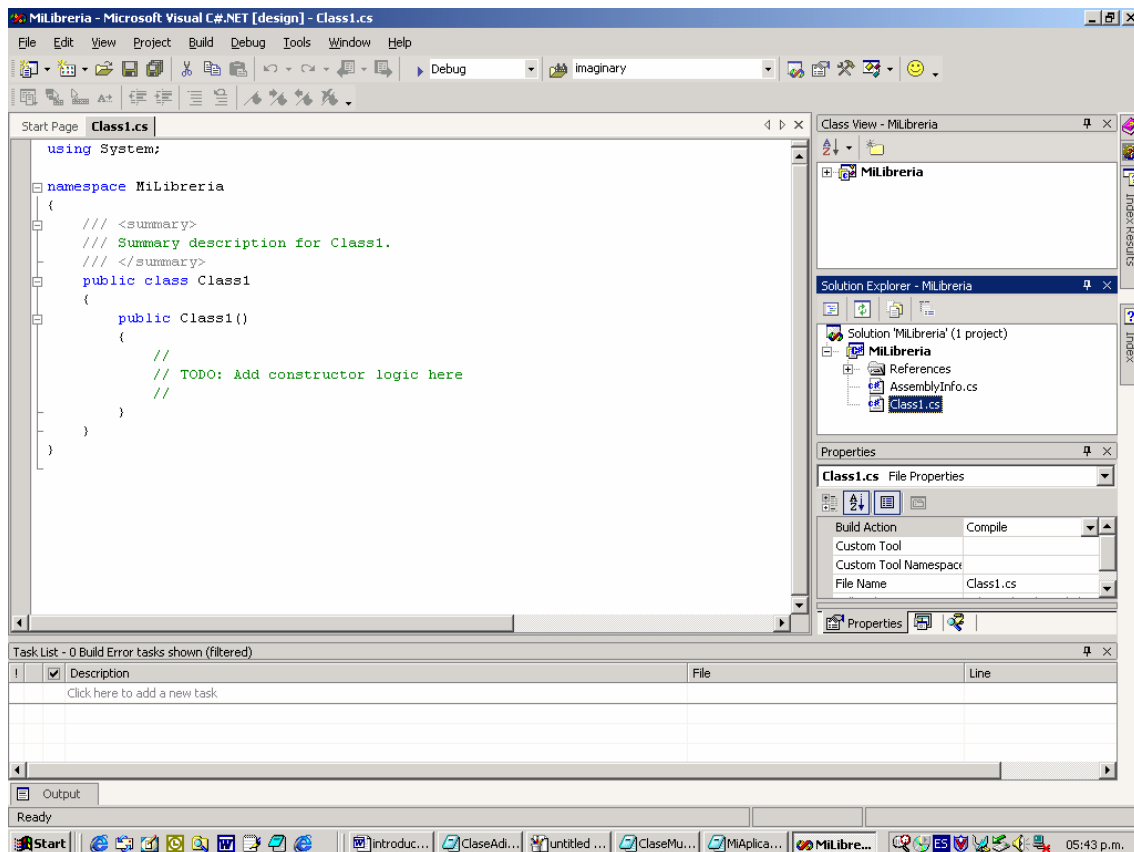 MiLibreria - Microsoft Visual C#.NET [design] - Class1.cs
File Edit View Project Build Debug Tools Window Help
Debug imaginary
Start Page Class1.cs
using System;
namespace MiLibreria
{
/// <summary>
/// Summary description for Class1.
/// </summary>
public class Class1
{
public Class1()
{
//
// TODO: Add constructor logic here
//
}
}
}
Class View - MiLibreria
MiLibreria
Solution Explorer - MiLibreria
Solution 'MiLibreria' (1 project)
MiLibreria
References
AssemblyInfo.cs
Class1.cs
Properties
Class1.cs File Properties
Build Action Compile
Custom Tool
Custom Tool Namespace
File Name Class1.cs
Properties
Index Results
Index
Task List - 0 Build Error tasks shown (filtered)
! Description File Line
Click here to add a new task
Output
Ready
Start introduc... ClaseAdi... untitled ... ClaseMu... MiAplica... MiLibre... ES 05:43 p.m.